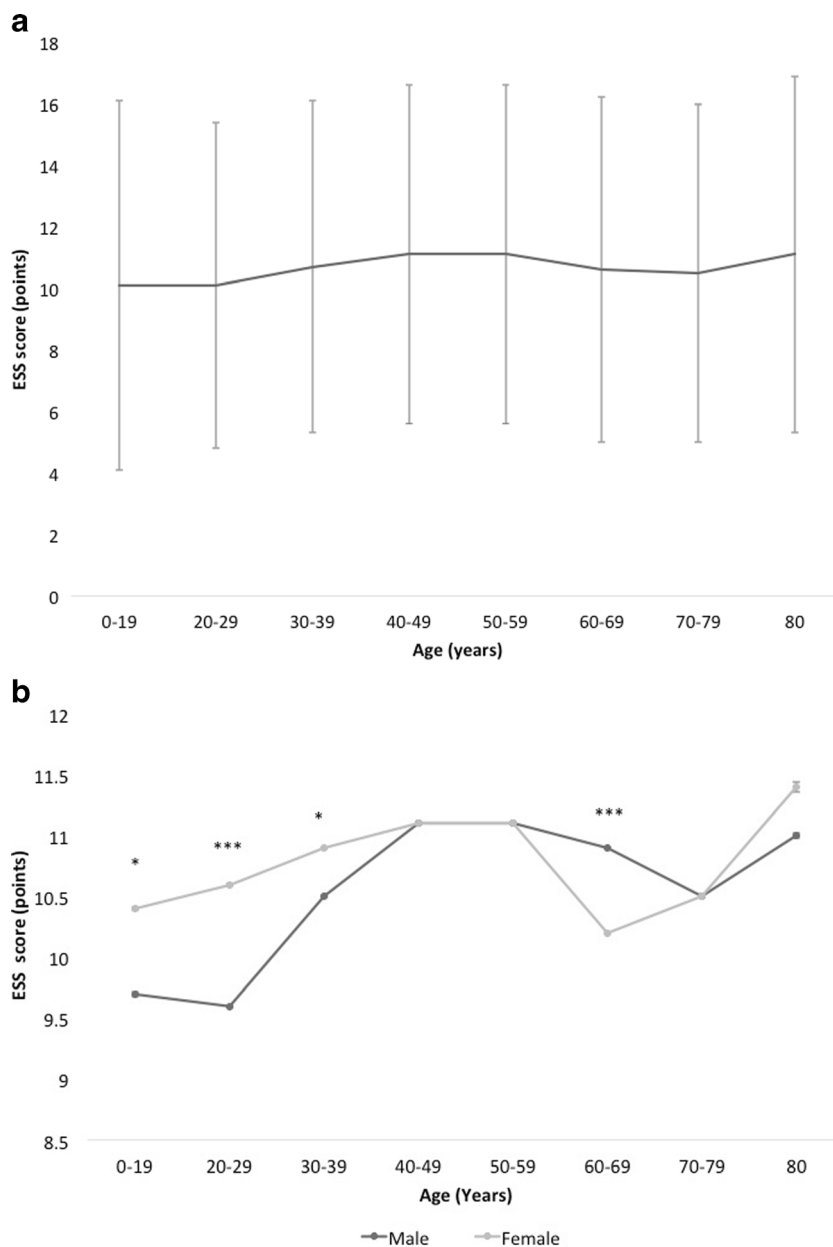 a
18
16
14
12
10
8
6
4
2
0
ESS score (points)
0-19 20-29 30-39 40-49 50-59 60-69 70-79 80
Age (years)
b
12
11.5
11
10.5
10
9.5
9
8.5
ESS score (points)
* *** * ***
0-19 20-29 30-39 40-49 50-59 60-69 70-79 80
Age (Years)
Male Female